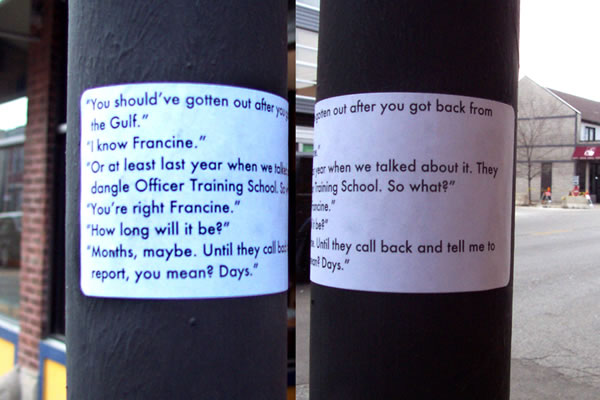 "You should've gotten out after you
the Gulf."
"I know Francine."
"Or at least last year when we talked
dangle Officer Training School. So
"You're right Francine."
"How long will it be?"
"Months, maybe. Until they call back
report, you mean? Days."
gotten out after you got back from
year when we talked about it. They
Training School. So what?"
Francine."
it be?"
Until they call back and tell me to
mean? Days."